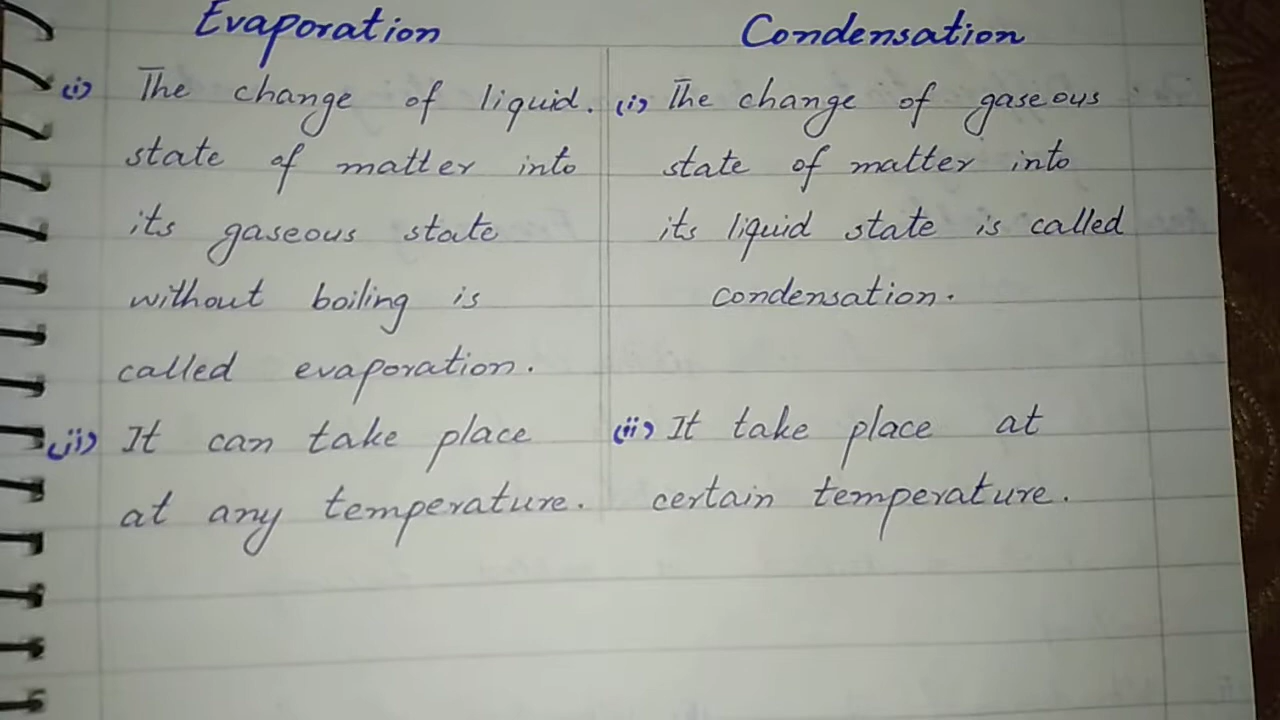 Evaporation
(i) The change of liquid.
state of matter into
its gaseous state
without boiling is
called evaporation.
(ii) It can take place
at any temperature.
Condensation
(i) The change of gaseous
state of matter into
its liquid state is called
condensation.
(ii) It take place at
certain temperature.